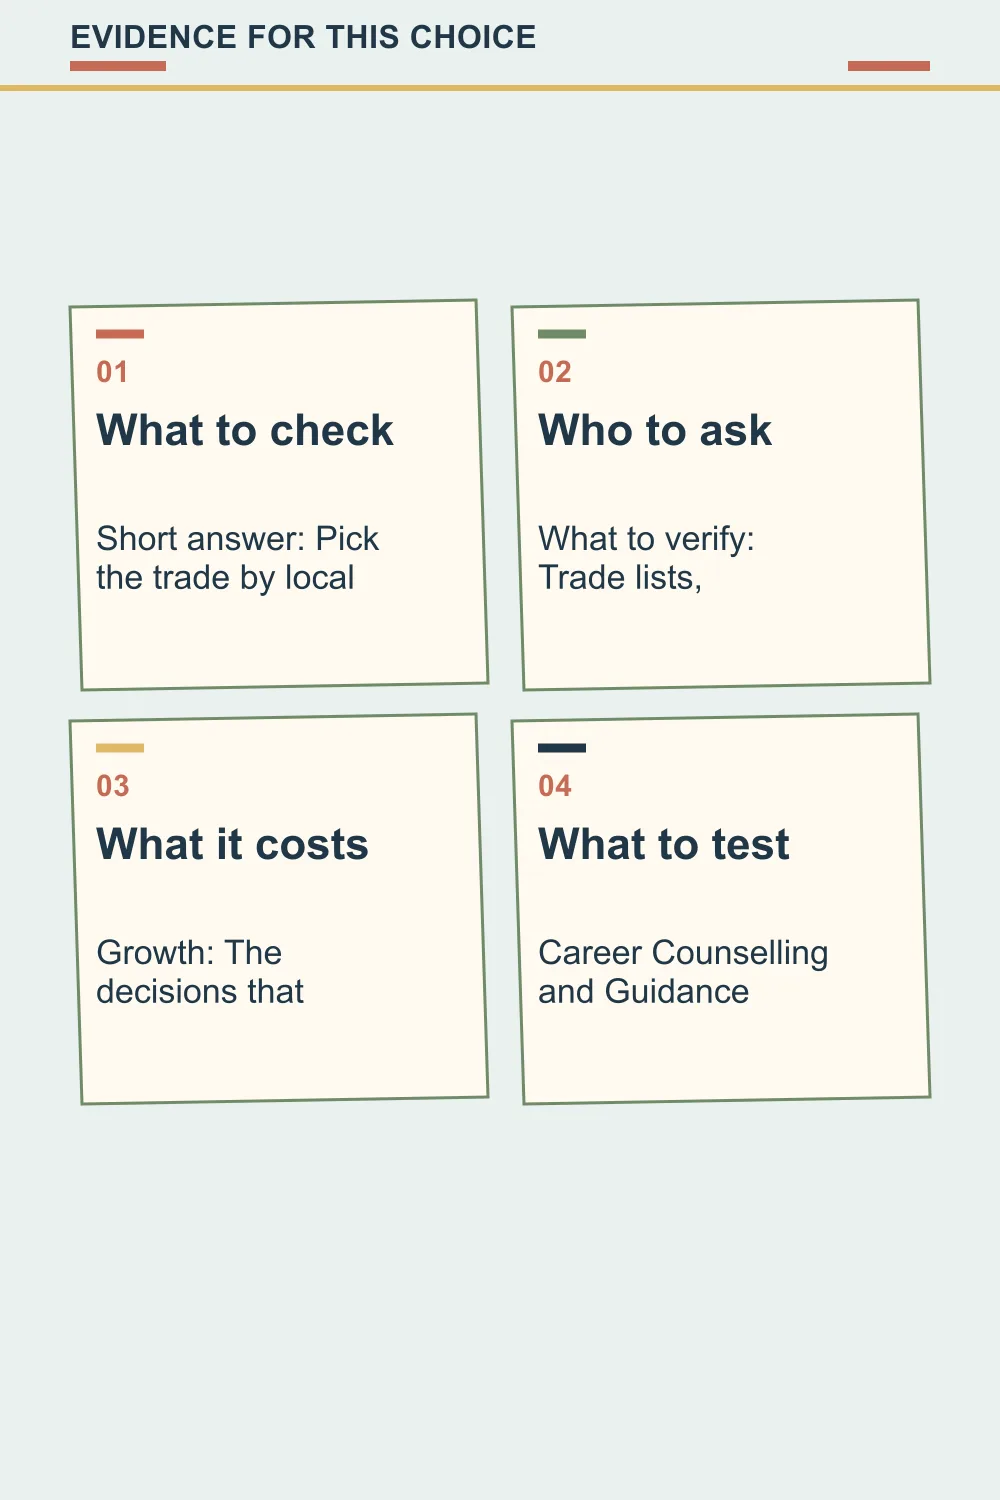 EVIDENCE FOR THIS CHOICE
01
What to check
Short answer: Pick
the trade by local
02
Who to ask
What to verify:
Trade lists,
03
What it costs
Growth: The
decisions that
04
What to test
Career Counselling
and Guidance